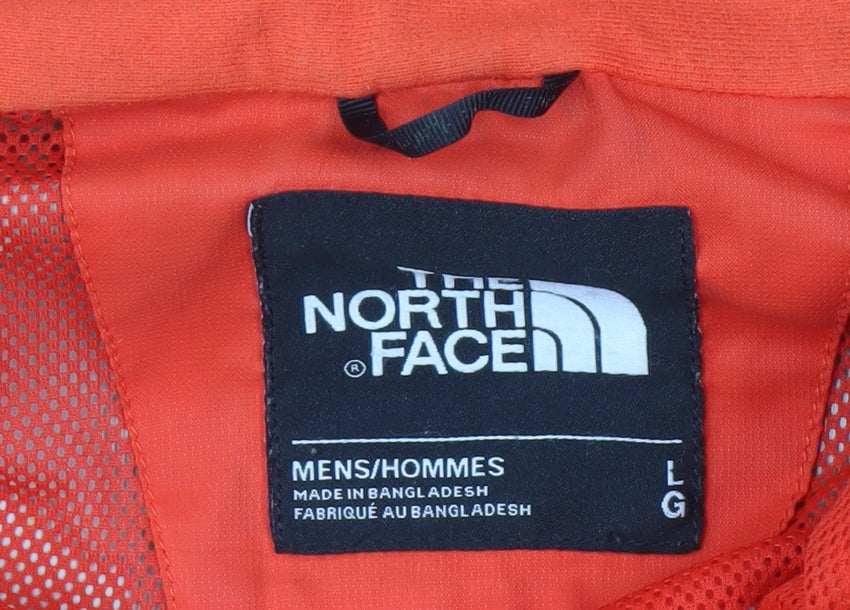 THE
NORTH
® FACE
MENS/HOMMES
MADE IN BANGLADESH
FABRIQUÉ AU BANGLADESH
L
G